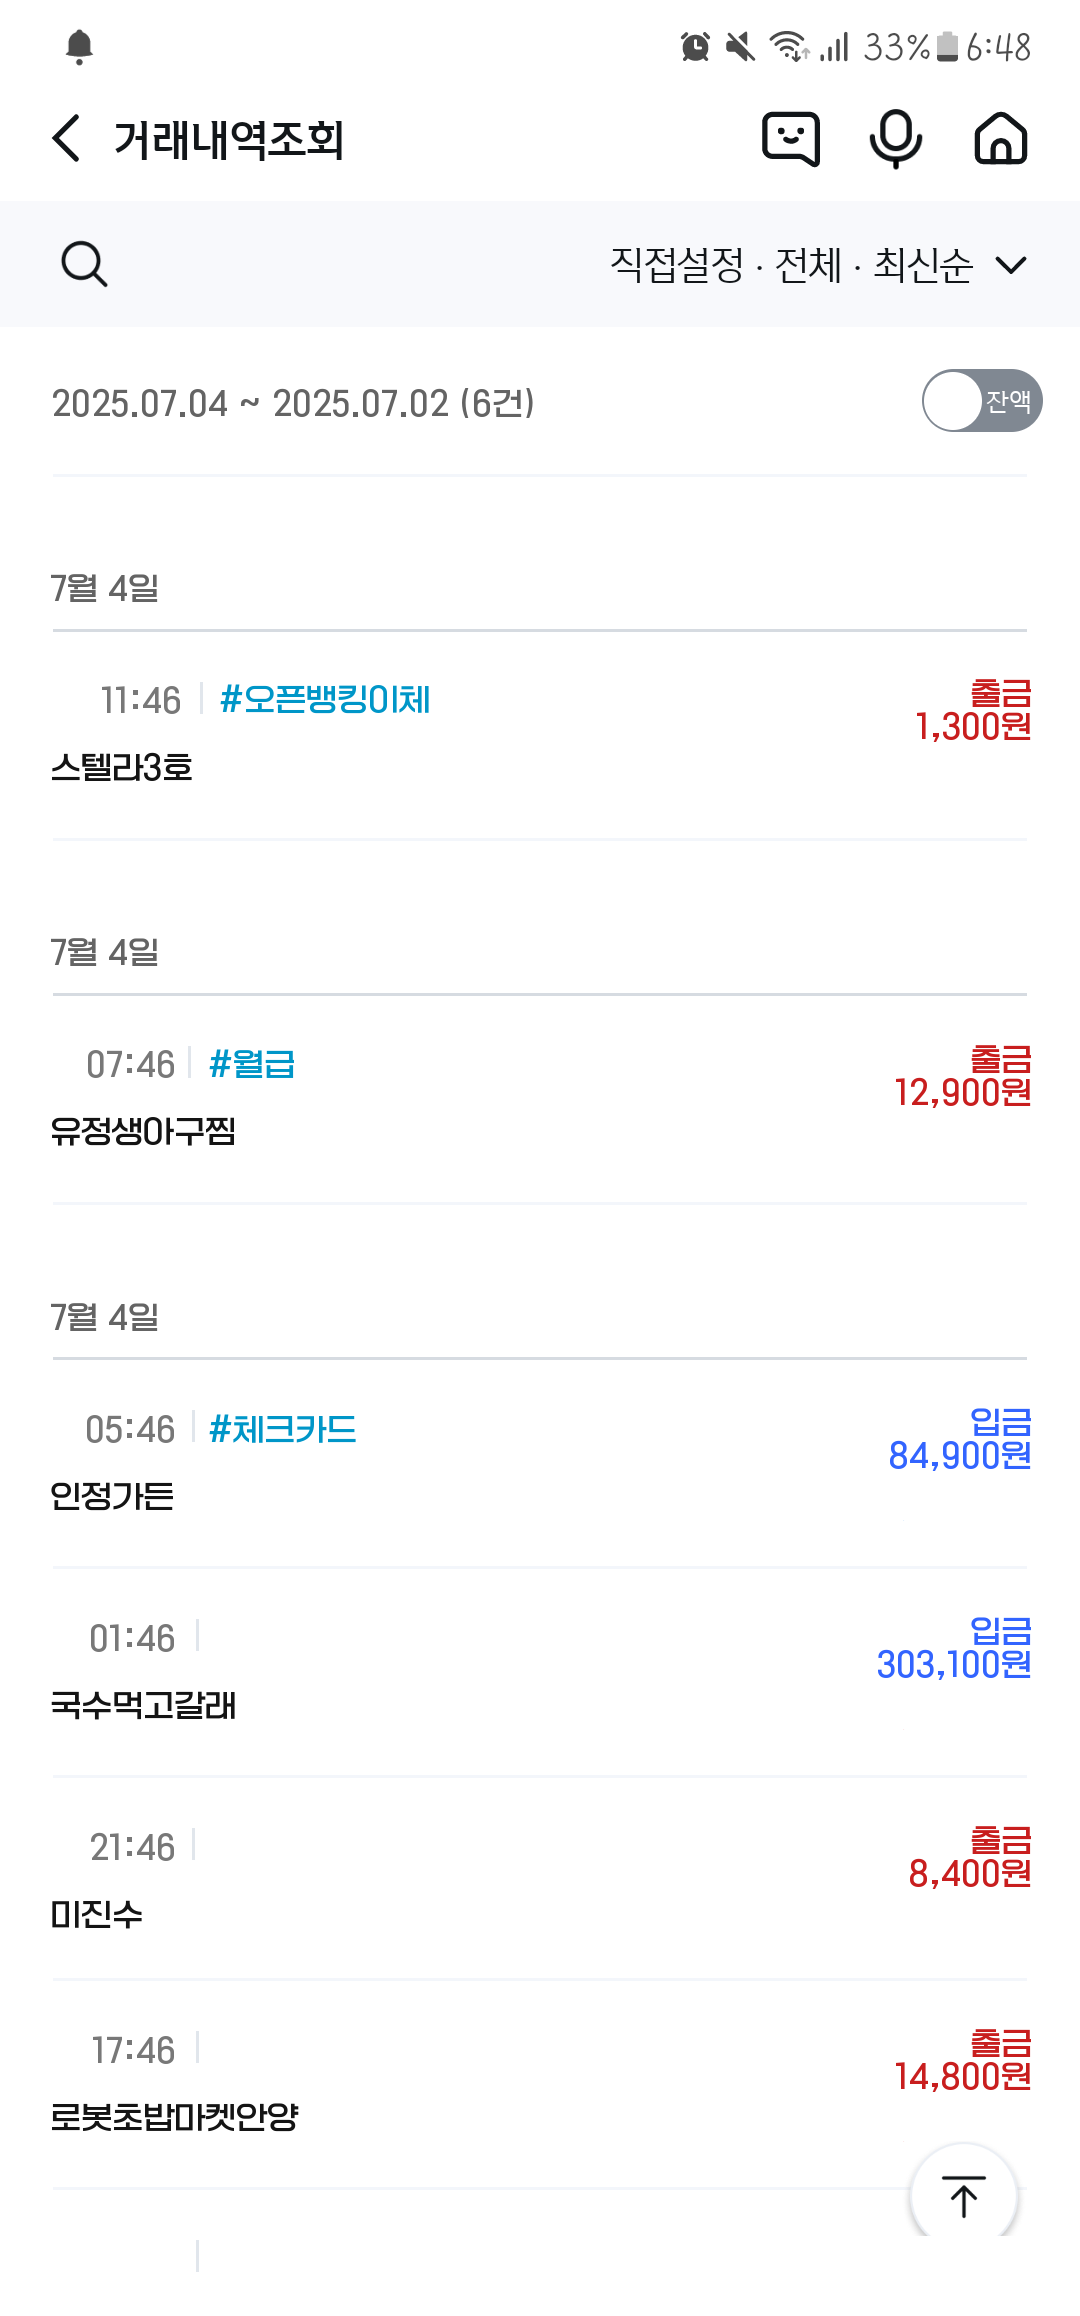 33% 6:48
거래내역조회
직접설정 · 전체 · 최신순
2025.07.04 ~ 2025.07.02 (6건)
잔액
7월 4일
11:46 #오픈뱅킹이체
출금
1,300원
스텔라3호
7월 4일
07:46 #월급
출금
12,900원
유정생아구찜
7월 4일
05:46 #체크카드
입금
84,900원
인정가든
01:46
입금
303,100원
국수먹고갈래
21:46
출금
8,400원
미진수
17:46
출금
14,800원
로봇초밥마켓안양